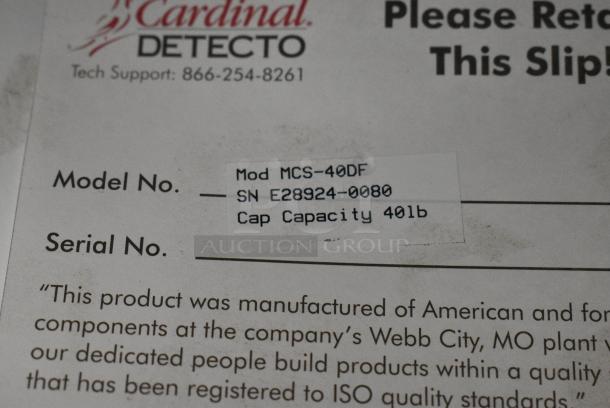 Cardinal.
DETECTO
Tech Support: 866-254-8261
Please Reta
This Slip!
Model No.
Mod MCS-40DF
SN E28924-0080
Cap Capacity 40lb
AUCTION GROUP
Serial No.
"This product was manufactured of American and for
components at the company's Webb City, MO plant
our dedicated people build products within a quality
that has been registered to ISO quality standards."